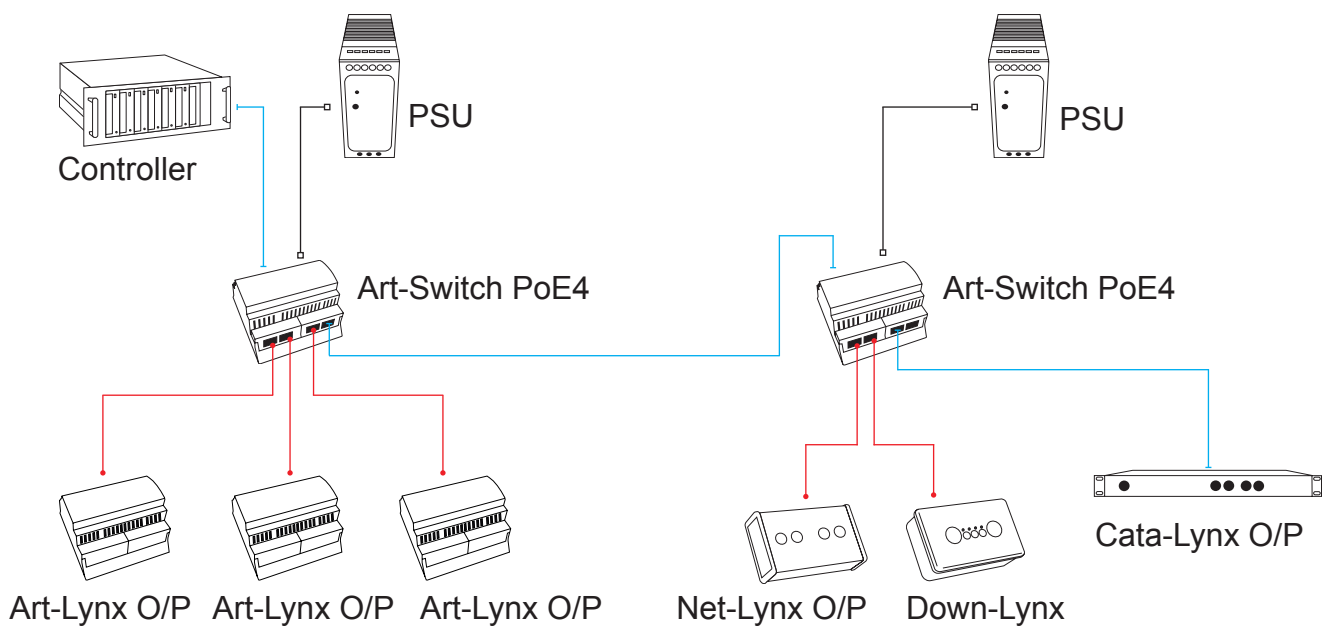 PSU
PSU
Controller
Art-Switch PoE4
Art-Switch PoE4
Cata-Lynx O/P
Art-Lynx O/P
Art-Lynx O/P
Art-Lynx O/P
Net-Lynx O/P
Down-Lynx